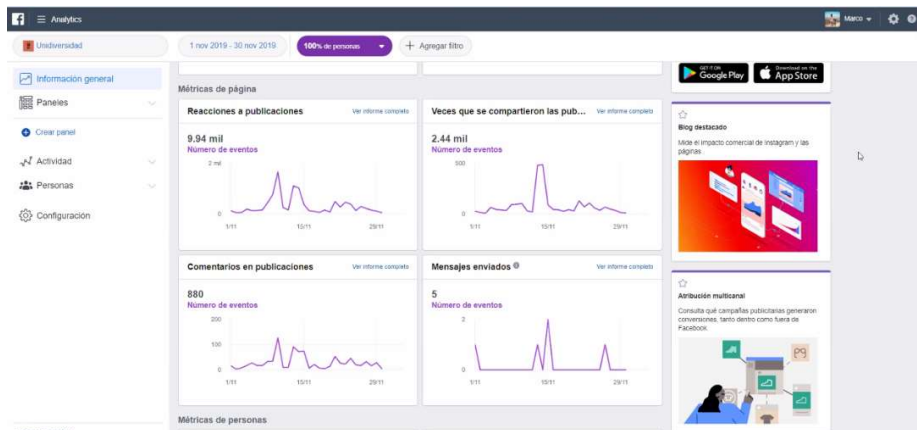 Analytics
Marco
Unidiversidad
1 nov 2019 - 30 nov 2019
100% de personas
Agregar filtro
Información general
Paneles
Crear panel
Actividad
Personas
Configuración
Métricas de página
Reacciones a publicaciones
Ver informe completo
9.94 mil
Número de eventos
2 mil
0
1/11
15/11
29/11
Veces que se compartieron las pub...
Ver informe completo
2.44 mil
Número de eventos
500
0
1/11
15/11
29/11
Comentarios en publicaciones
Ver informe completo
880
Número de eventos
200
100
0
1/11
15/11
29/11
Mensajes enviados
Ver informe completo
5
Número de eventos
2
0
1/11
15/11
29/11
Métricas de personas
GET IT ON
Google Play
Download on the
App Store
Blog destacado
Mide el impacto comercial de Instagram y las
páginas.
Atribución multicanal
Consulta qué campañas publicitarias generaron
conversiones, tanto dentro como fuera de
Facebook.